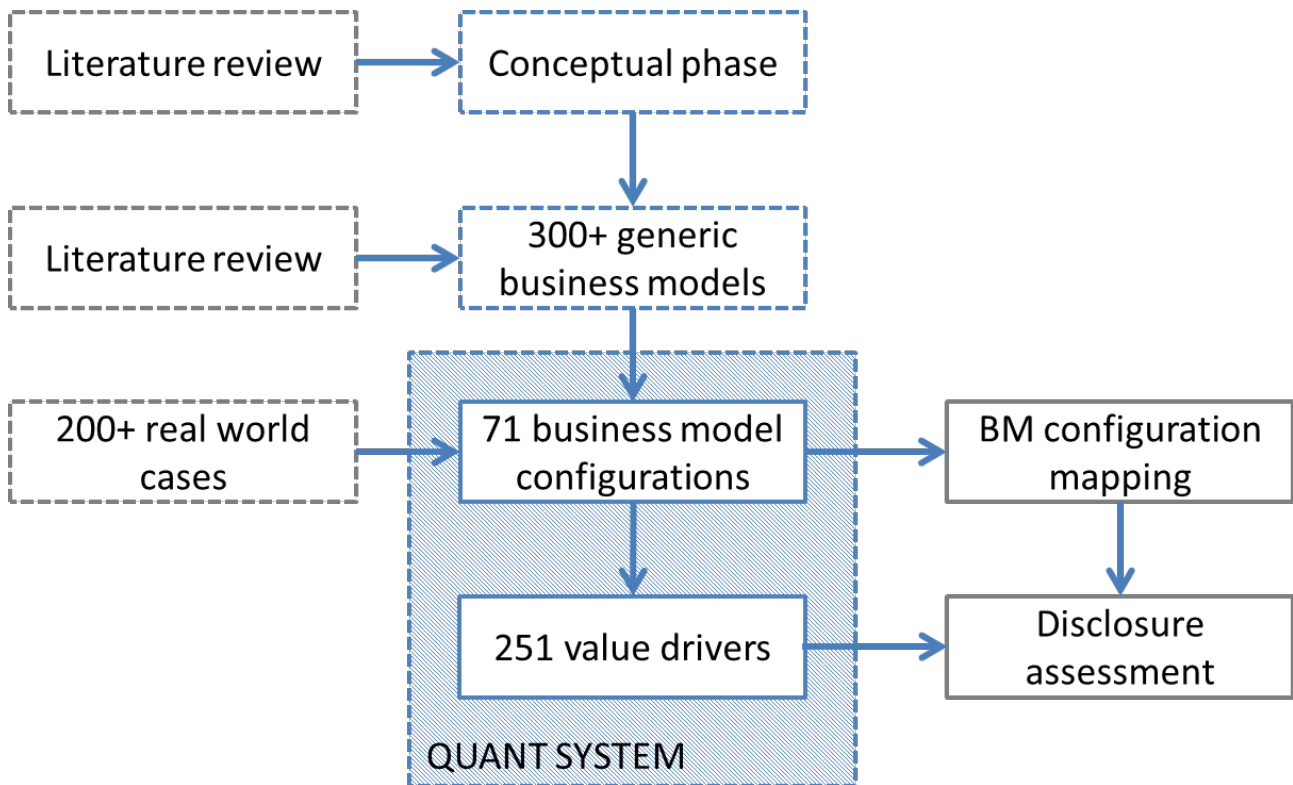 Literature review
Conceptual phase
Literature review
300+ generic
business models
200+ real world
cases
71 business model
configurations
BM configuration
mapping
251 value drivers
Disclosure
assessment
QUANT SYSTEM